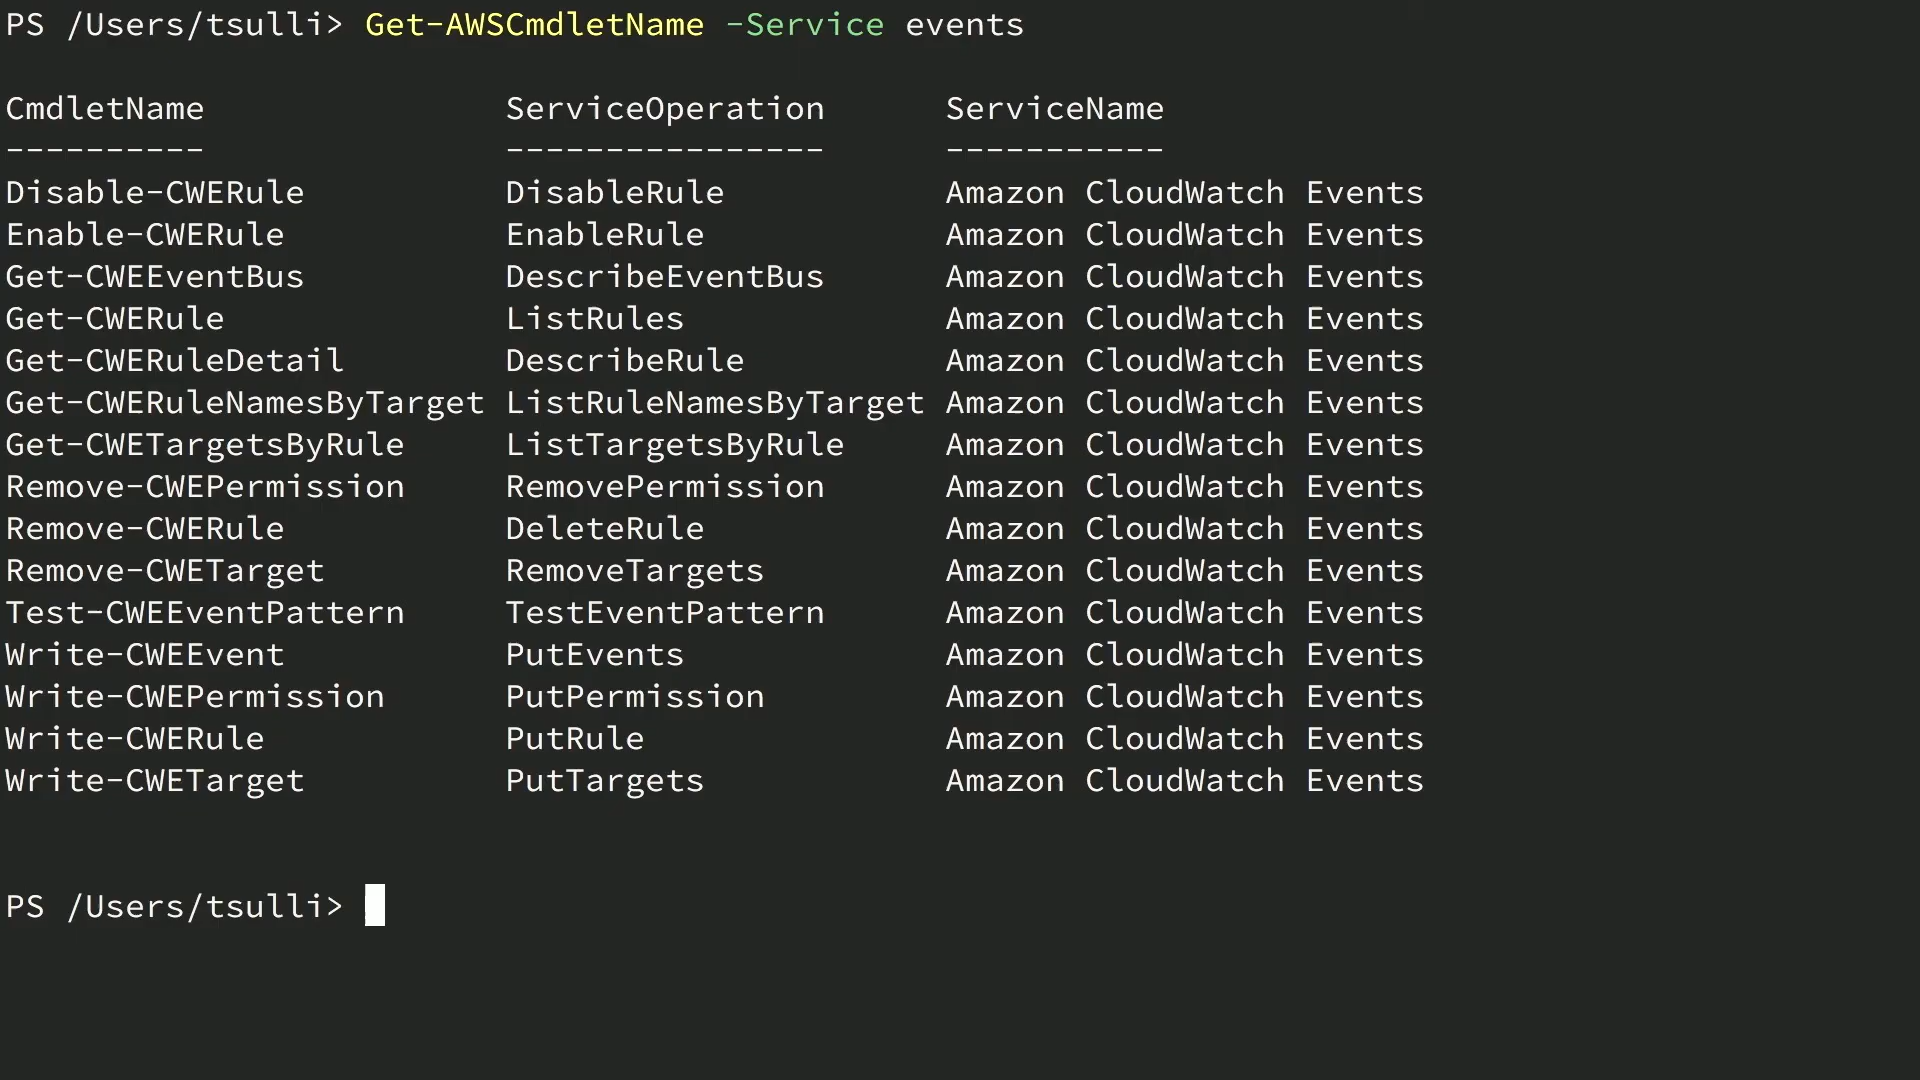 PS /Users/tsulli> Get-AWSCmdletName -Service events
CmdletName ServiceOperation ServiceName
---------- ---------------- -----------
Disable-CWERule DisableRule Amazon CloudWatch Events
Enable-CWERule EnableRule Amazon CloudWatch Events
Get-CWEEventBus DescribeEventBus Amazon CloudWatch Events
Get-CWERule ListRules Amazon CloudWatch Events
Get-CWERuleDetail DescribeRule Amazon CloudWatch Events
Get-CWERuleNamesByTarget ListRuleNamesByTarget Amazon CloudWatch Events
Get-CWETargetsByRule ListTargetsByRule Amazon CloudWatch Events
Remove-CWEPermission RemovePermission Amazon CloudWatch Events
Remove-CWERule DeleteRule Amazon CloudWatch Events
Remove-CWETarget RemoveTargets Amazon CloudWatch Events
Test-CWEEventPattern TestEventPattern Amazon CloudWatch Events
Write-CWEEvent PutEvents Amazon CloudWatch Events
Write-CWEPermission PutPermission Amazon CloudWatch Events
Write-CWERule PutRule Amazon CloudWatch Events
Write-CWETarget PutTargets Amazon CloudWatch Events
PS /Users/tsulli>